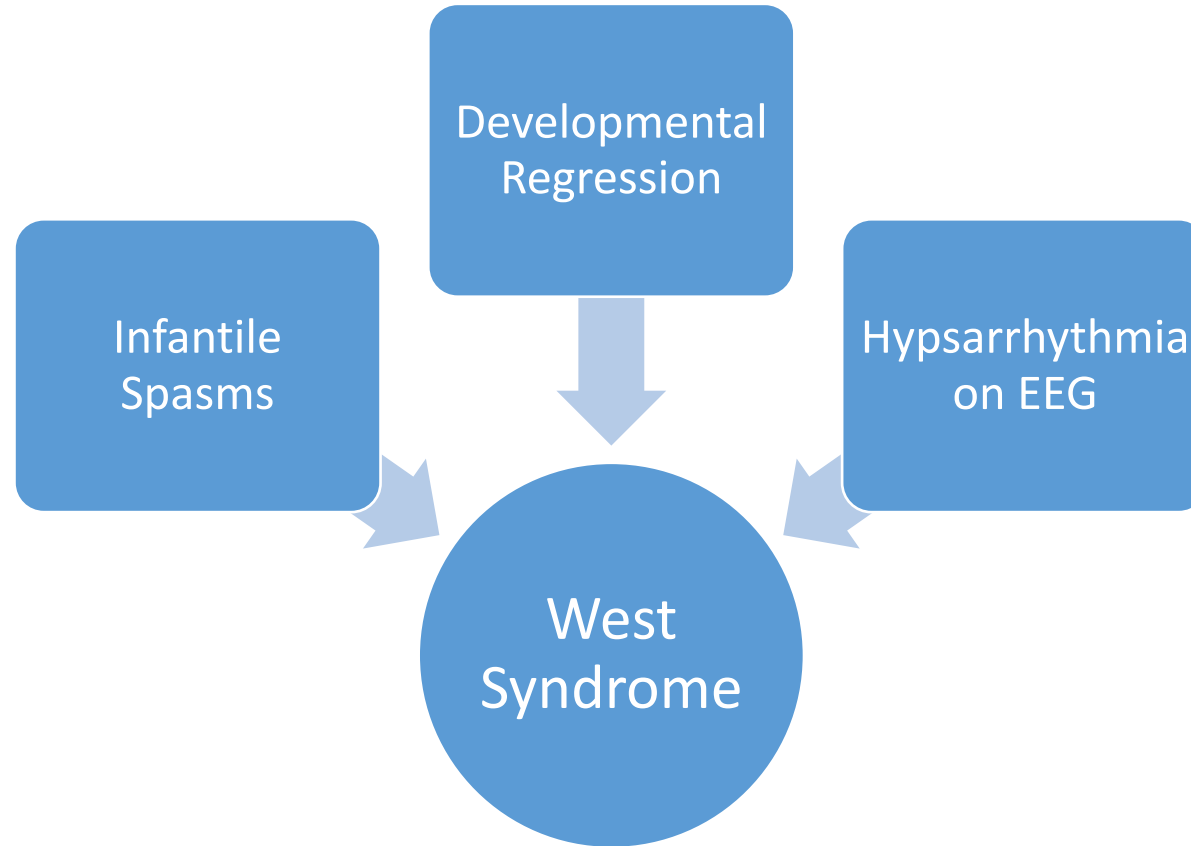 Developmental
Regression
Infantile
Spasms
Hypsarrhythmia
on EEG
West
Syndrome